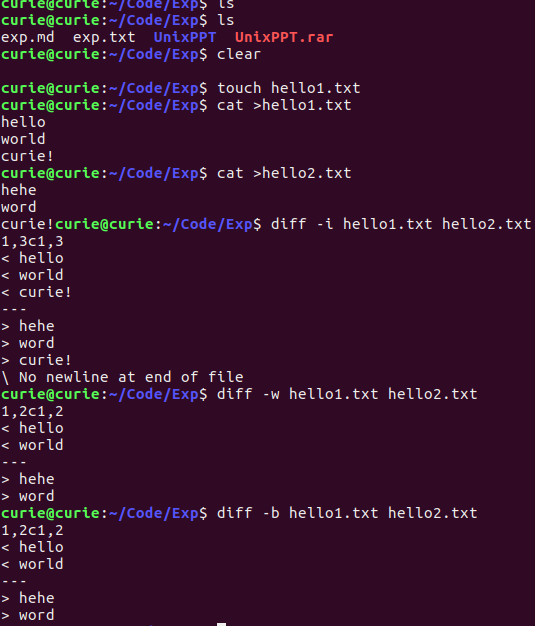 curie@curie:~/Code/Exp$ ls
curie@curie:~/Code/Exp$ ls
exp.md  exp.txt  UnixPPT  UnixPPT.rar
curie@curie:~/Code/Exp$ clear
curie@curie:~/Code/Exp$ touch hello1.txt
curie@curie:~/Code/Exp$ cat >hello1.txt
hello
world
curie!
curie@curie:~/Code/Exp$ cat >hello2.txt
hehe
word
curie!curie@curie:~/Code/Exp$ diff -i hello1.txt hello2.txt
1,3c1,3
< hello
< world
< curie!
---
> hehe
> word
> curie!
\ No newline at end of file
curie@curie:~/Code/Exp$ diff -w hello1.txt hello2.txt
1,2c1,2
< hello
< world
---
> hehe
> word
curie@curie:~/Code/Exp$ diff -b hello1.txt hello2.txt
1,2c1,2
< hello
< world
---
> hehe
> word